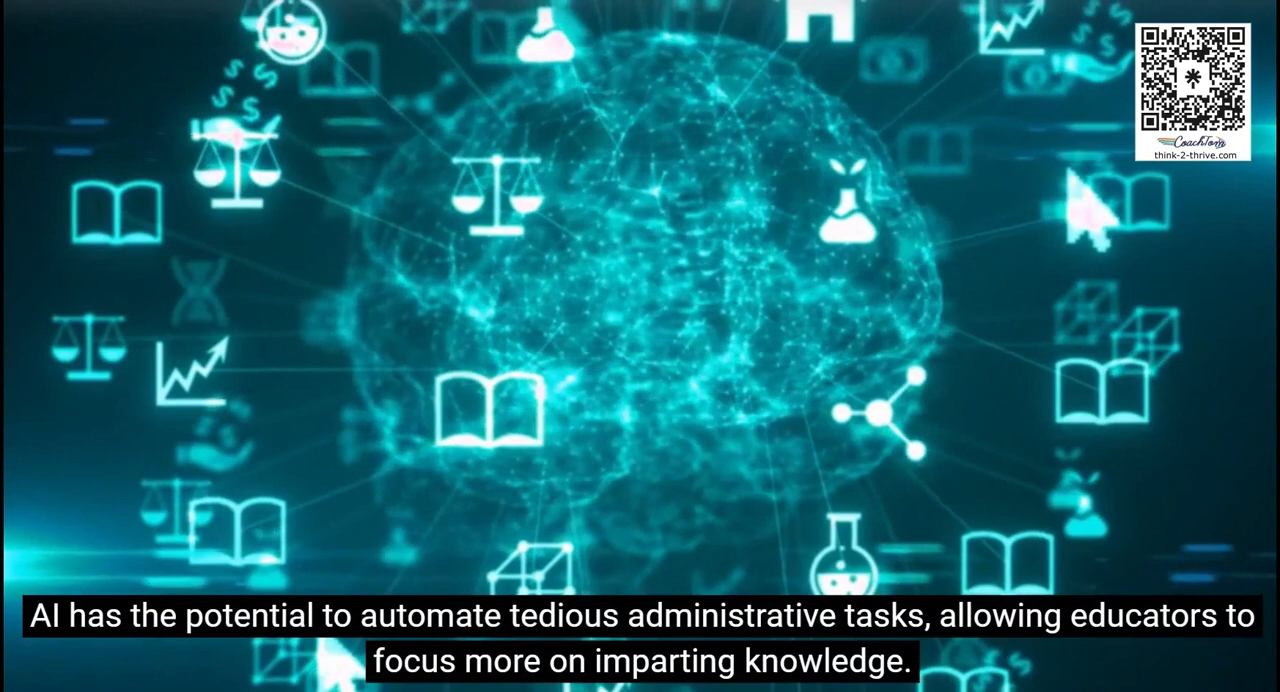 CoachTony
think-2-thrive.com
AI has the potential to automate tedious administrative tasks, allowing educators to
focus more on imparting knowledge.